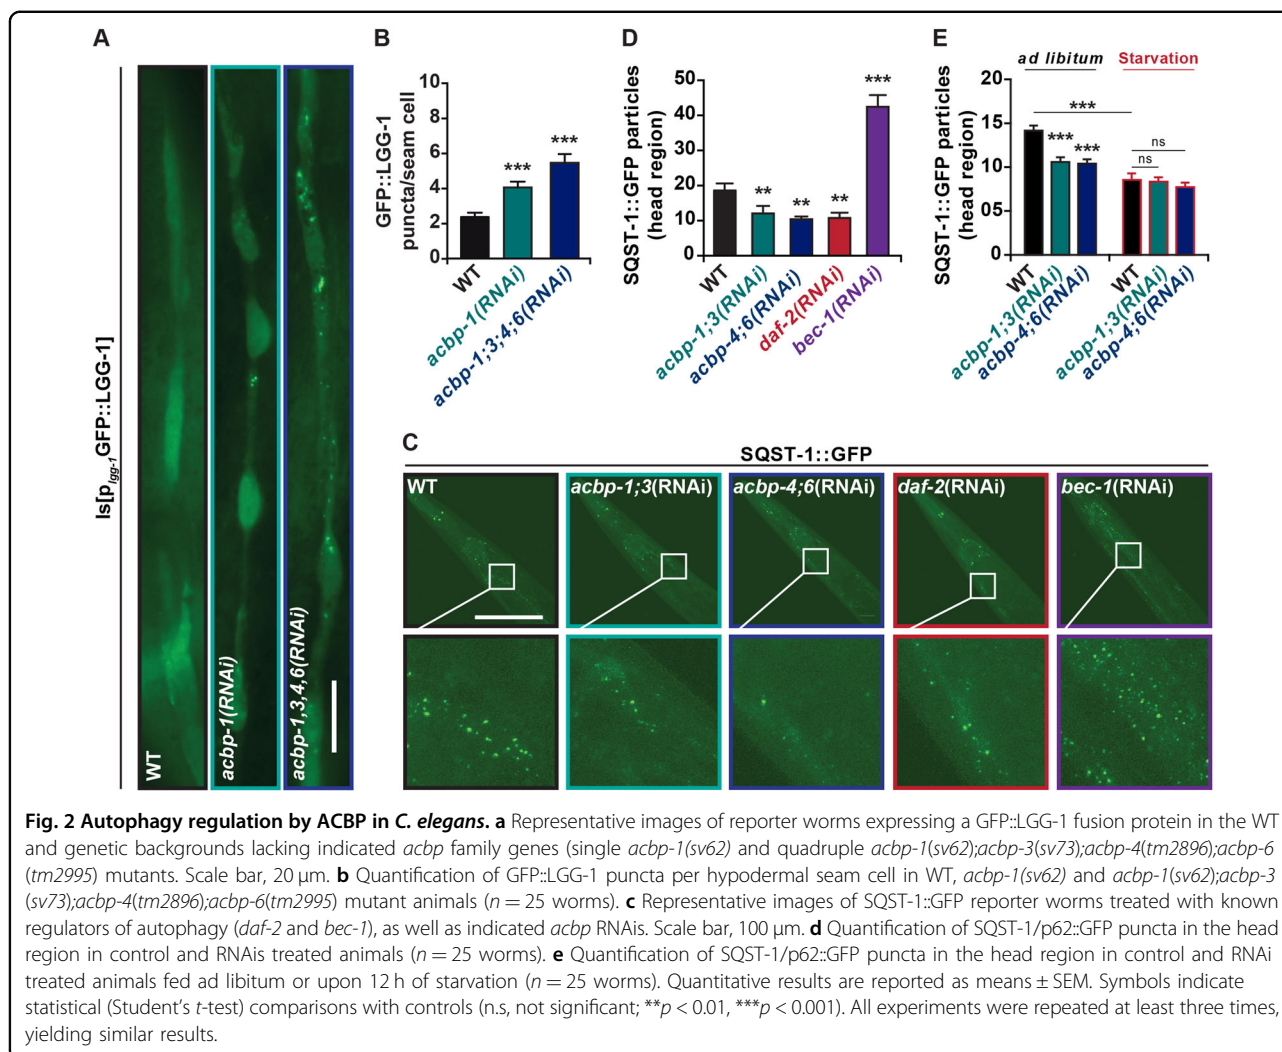 A
Is[p_lgg-1 GFP::LGG-1]
WT
acbp-1(RNAi)
acbp-1,3,4,6(RNAi)
B
GFP::LGG-1
puncta/seam cell
10
8
6
4
2
0
***
***
WT
acbp-1(RNAi)
acbp-1;3;4;6(RNAi)
D
SQST-1::GFP particles
(head region)
50
40
30
20
10
0
**
**
**
***
WT
acbp-1;3(RNAi)
acbp-4;6(RNAi)
daf-2(RNAi)
bec-1(RNAi)
E
ad libitum
Starvation
SQST-1::GFP particles
(head region)
20
15
10
05
0
***
***
***
ns
ns
WT
acbp-1;3(RNAi)
acbp-4;6(RNAi)
WT
acbp-1;3(RNAi)
acbp-4;6(RNAi)
C
SQST-1::GFP
WT
acbp-1;3(RNAi)
acbp-4;6(RNAi)
daf-2(RNAi)
bec-1(RNAi)
Fig. 2 Autophagy regulation by ACBP in C. elegans. a Representative images of reporter worms expressing a GFP::LGG-1 fusion protein in the WT
and genetic backgrounds lacking indicated acbp family genes (single acbp-1(sv62) and quadruple acbp-1(sv62);acbp-3(sv73);acbp-4(tm2896);acbp-6
(tm2995) mutants. Scale bar, 20 μm. b Quantification of GFP::LGG-1 puncta per hypodermal seam cell in WT, acbp-1(sv62) and acbp-1(sv62);acbp-3
(sv73);acbp-4(tm2896);acbp-6(tm2995) mutant animals (n = 25 worms). c Representative images of SQST-1::GFP reporter worms treated with known
regulators of autophagy (daf-2 and bec-1), as well as indicated acbp RNAis. Scale bar, 100 μm. d Quantification of SQST-1/p62::GFP puncta in the head
region in control and RNAis treated animals (n = 25 worms). e Quantification of SQST-1/p62::GFP puncta in the head region in control and RNAi
treated animals fed ad libitum or upon 12 h of starvation (n = 25 worms). Quantitative results are reported as means ± SEM. Symbols indicate
statistical (Student's t-test) comparisons with controls (n.s, not significant; **p < 0.01, ***p < 0.001). All experiments were repeated at least three times,
yielding similar results.